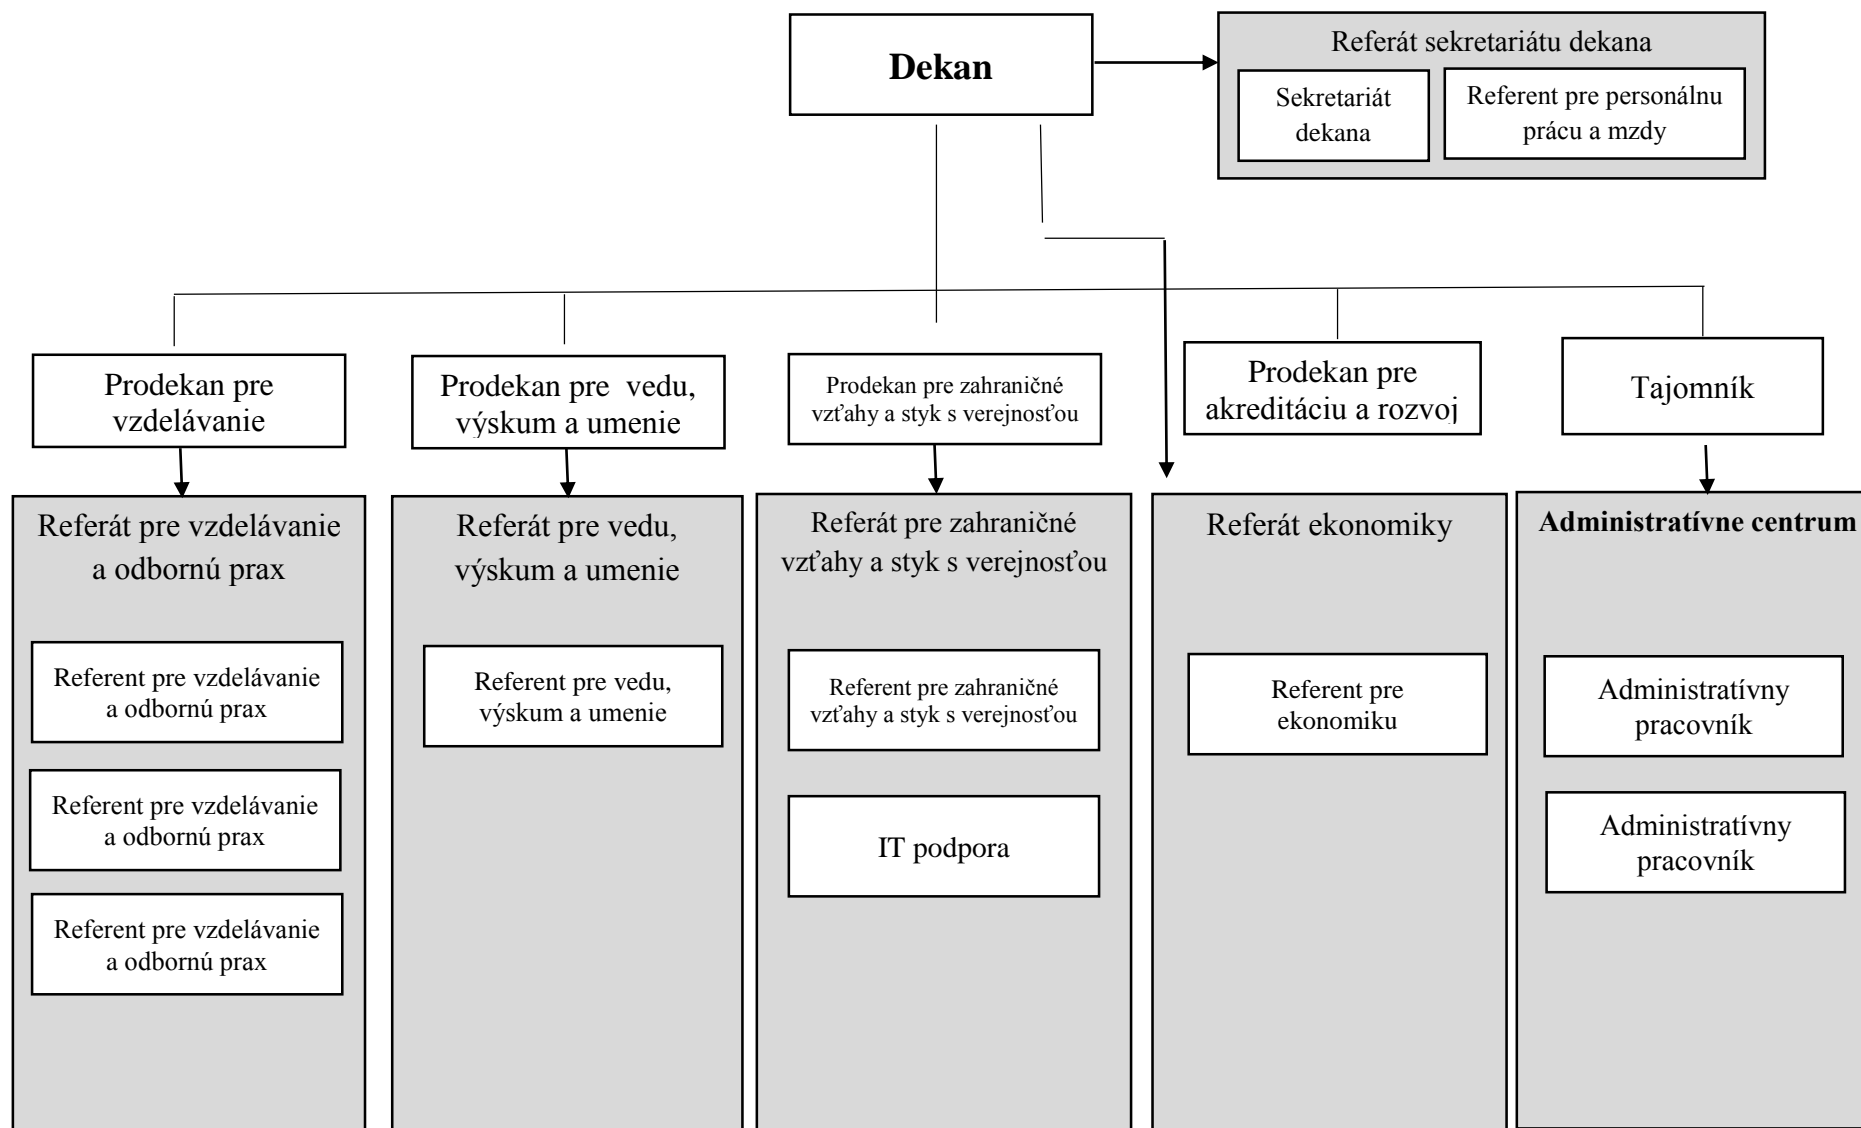 Dekan
Referát sekretariátu dekana
Sekretariát
dekana
Referent pre personálnu
prácu a mzdy
Prodekan pre
vzdelávanie
Prodekan pre vedu,
výskum a umenie
Prodekan pre zahraničné
vzťahy a styk s verejnosťou
Prodekan pre
akreditáciu a rozvoj
Tajomník
Referát pre vzdelávanie
a odbornú prax
Referent pre vzdelávanie
a odbornú prax
Referent pre vzdelávanie
a odbornú prax
Referent pre vzdelávanie
a odbornú prax
Referát pre vedu,
výskum a umenie
Referent pre vedu,
výskum a umenie
Referát pre zahraničné
vzťahy a styk s verejnosťou
Referent pre zahraničné
vzťahy a styk s verejnosťou
IT podpora
Referát ekonomiky
Referent pre
ekonomiku
Administratívne centrum
Administratívny
pracovník
Administratívny
pracovník